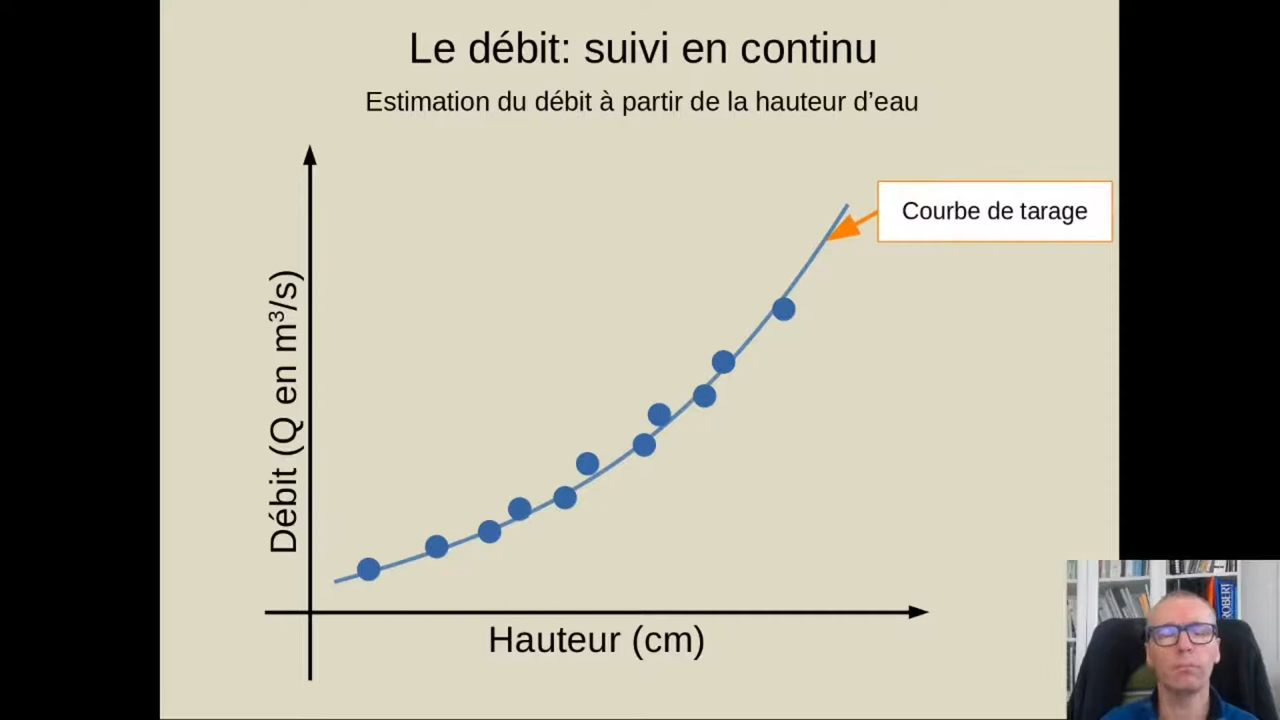 Le débit: suivi en continu
Estimation du débit à partir de la hauteur d’eau
Courbe de tarage
Débit (Q en m³/s)
Hauteur (cm)
ROBERT